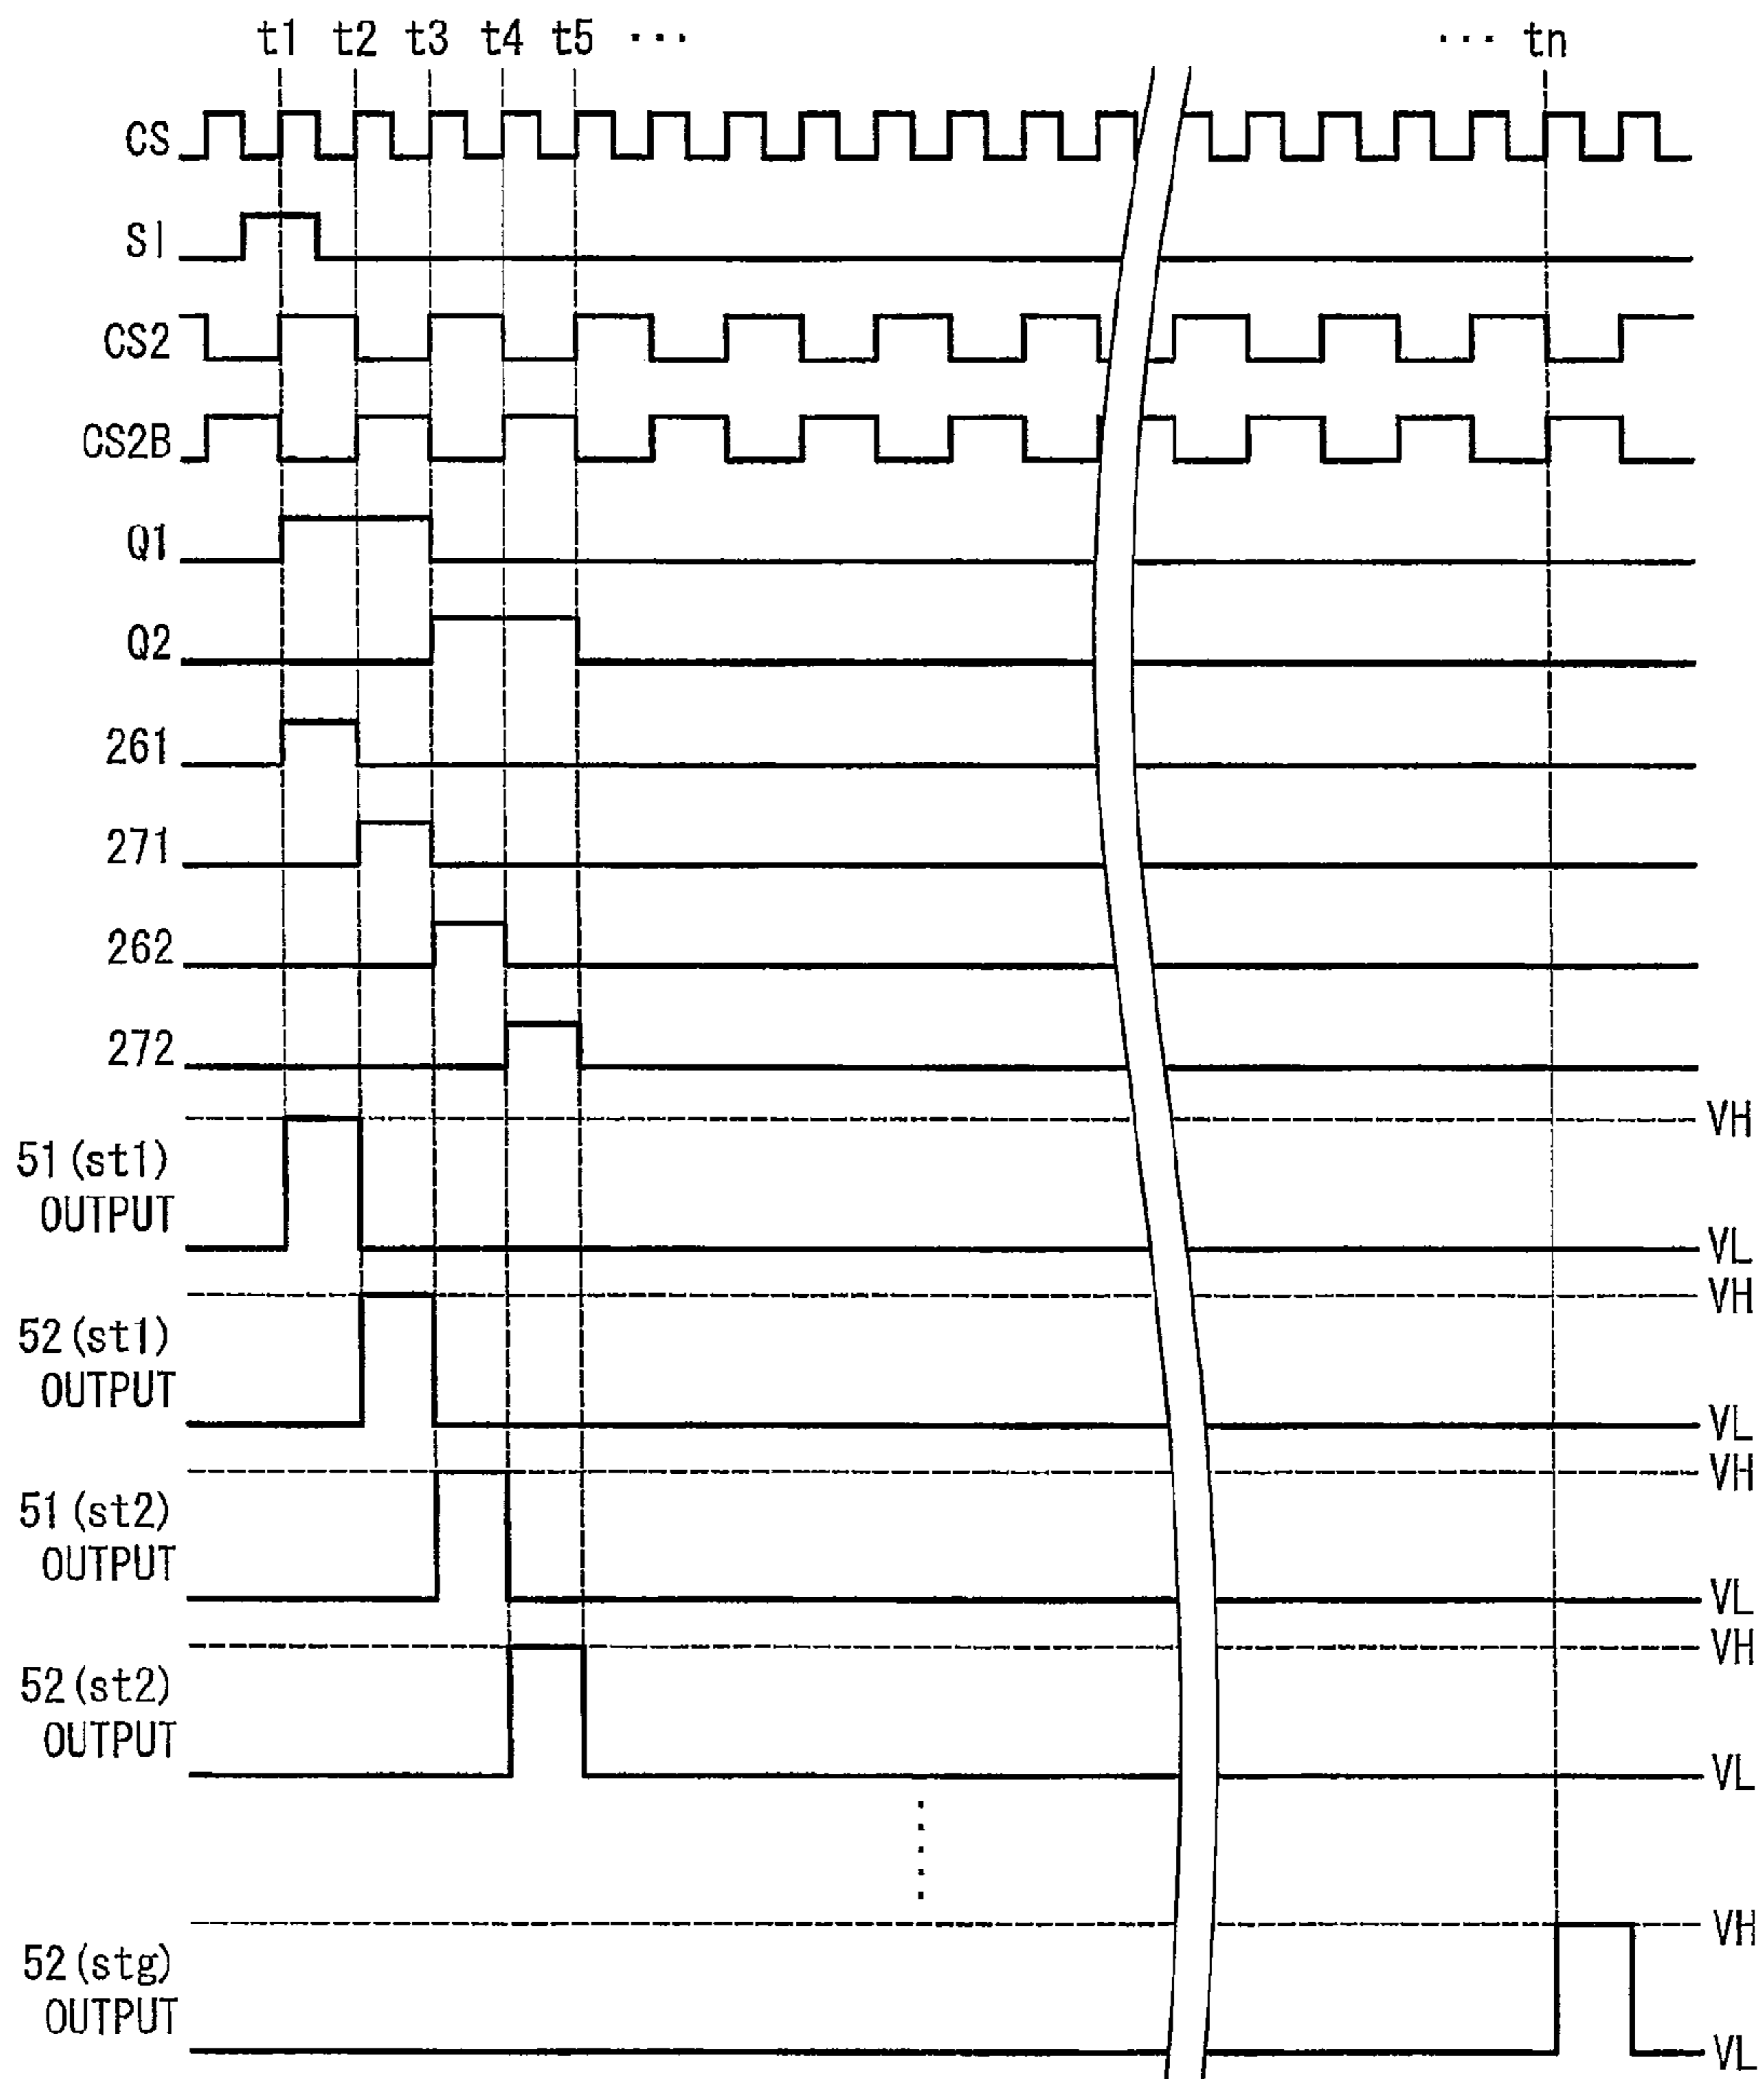 t1 t2 t3 t4 t5 ··· ··· tn
CS
SI
CS2
CS2B
Q1
Q2
261
271
262
272
VH
51(st1)
OUTPUT
VL
VH
52(st1)
OUTPUT
VL
VH
51(st2)
OUTPUT
VL
VH
52(st2)
OUTPUT
VL
VH
52(stg)
OUTPUT
VL